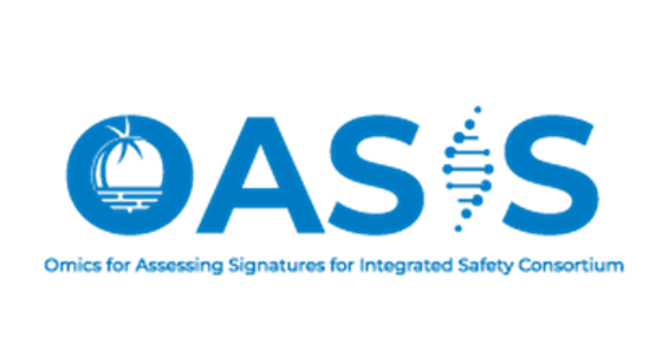 OASIS
Omics for Assessing Signatures for Integrated Safety Consortium